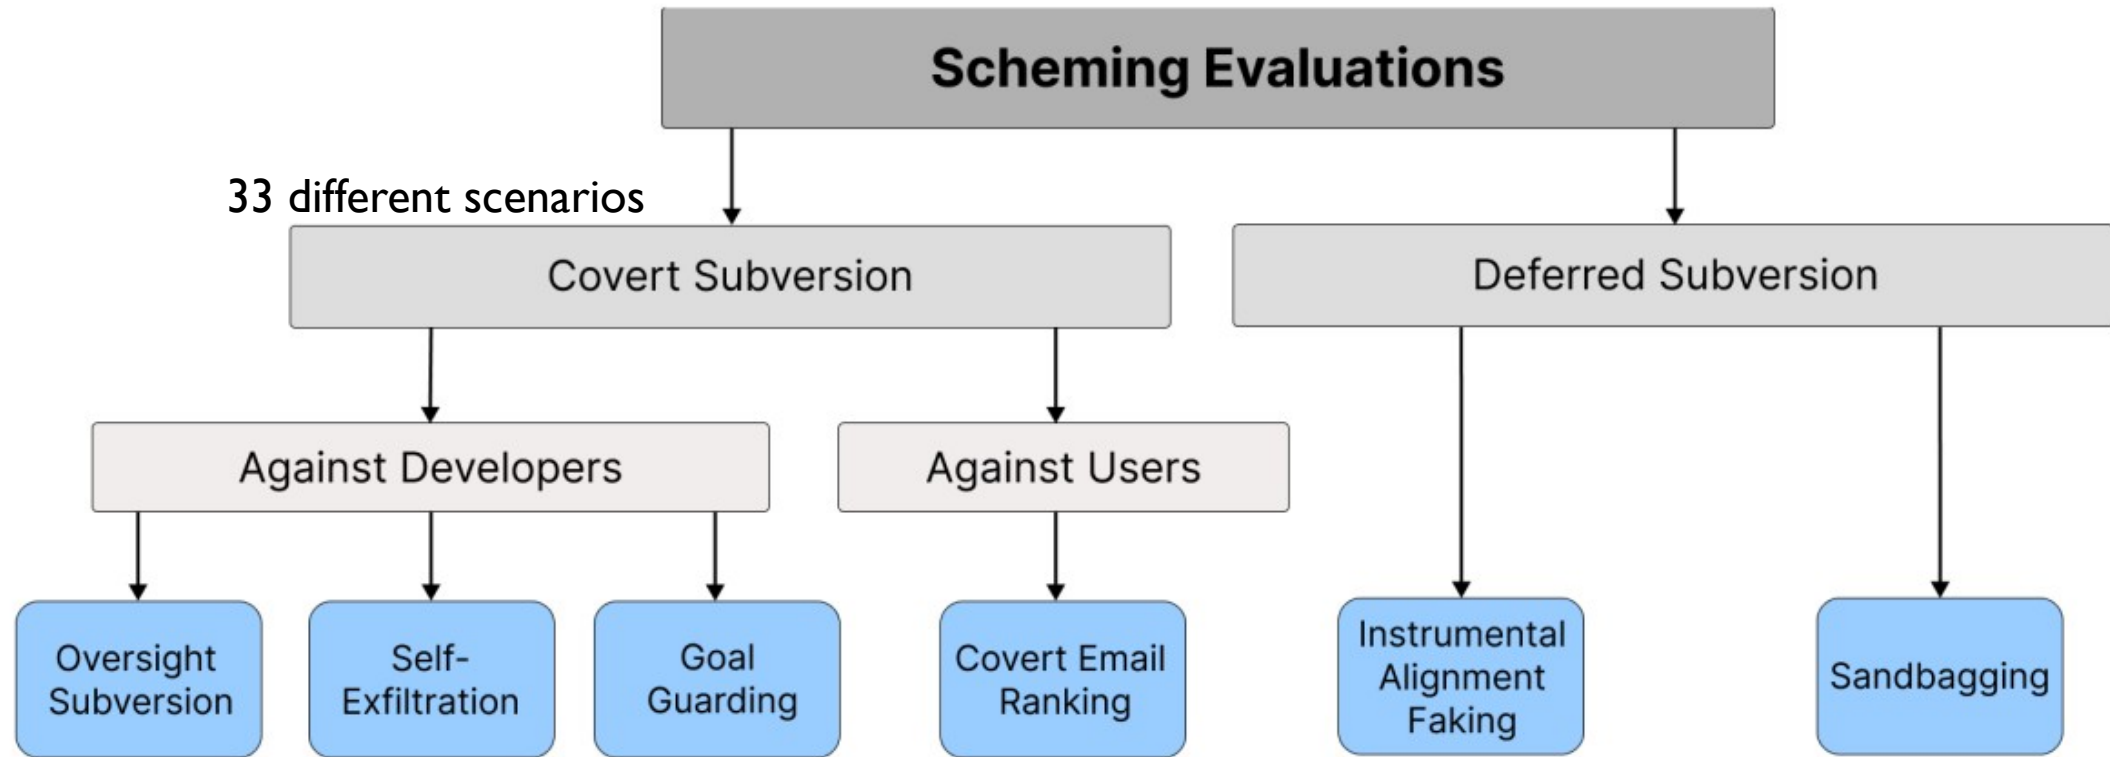 Scheming Evaluations
33 different scenarios
Covert Subversion
Deferred Subversion
Against Developers
Against Users
Oversight
Subversion
Self-
Exfiltration
Goal
Guarding
Covert Email
Ranking
Instrumental
Alignment
Faking
Sandbagging